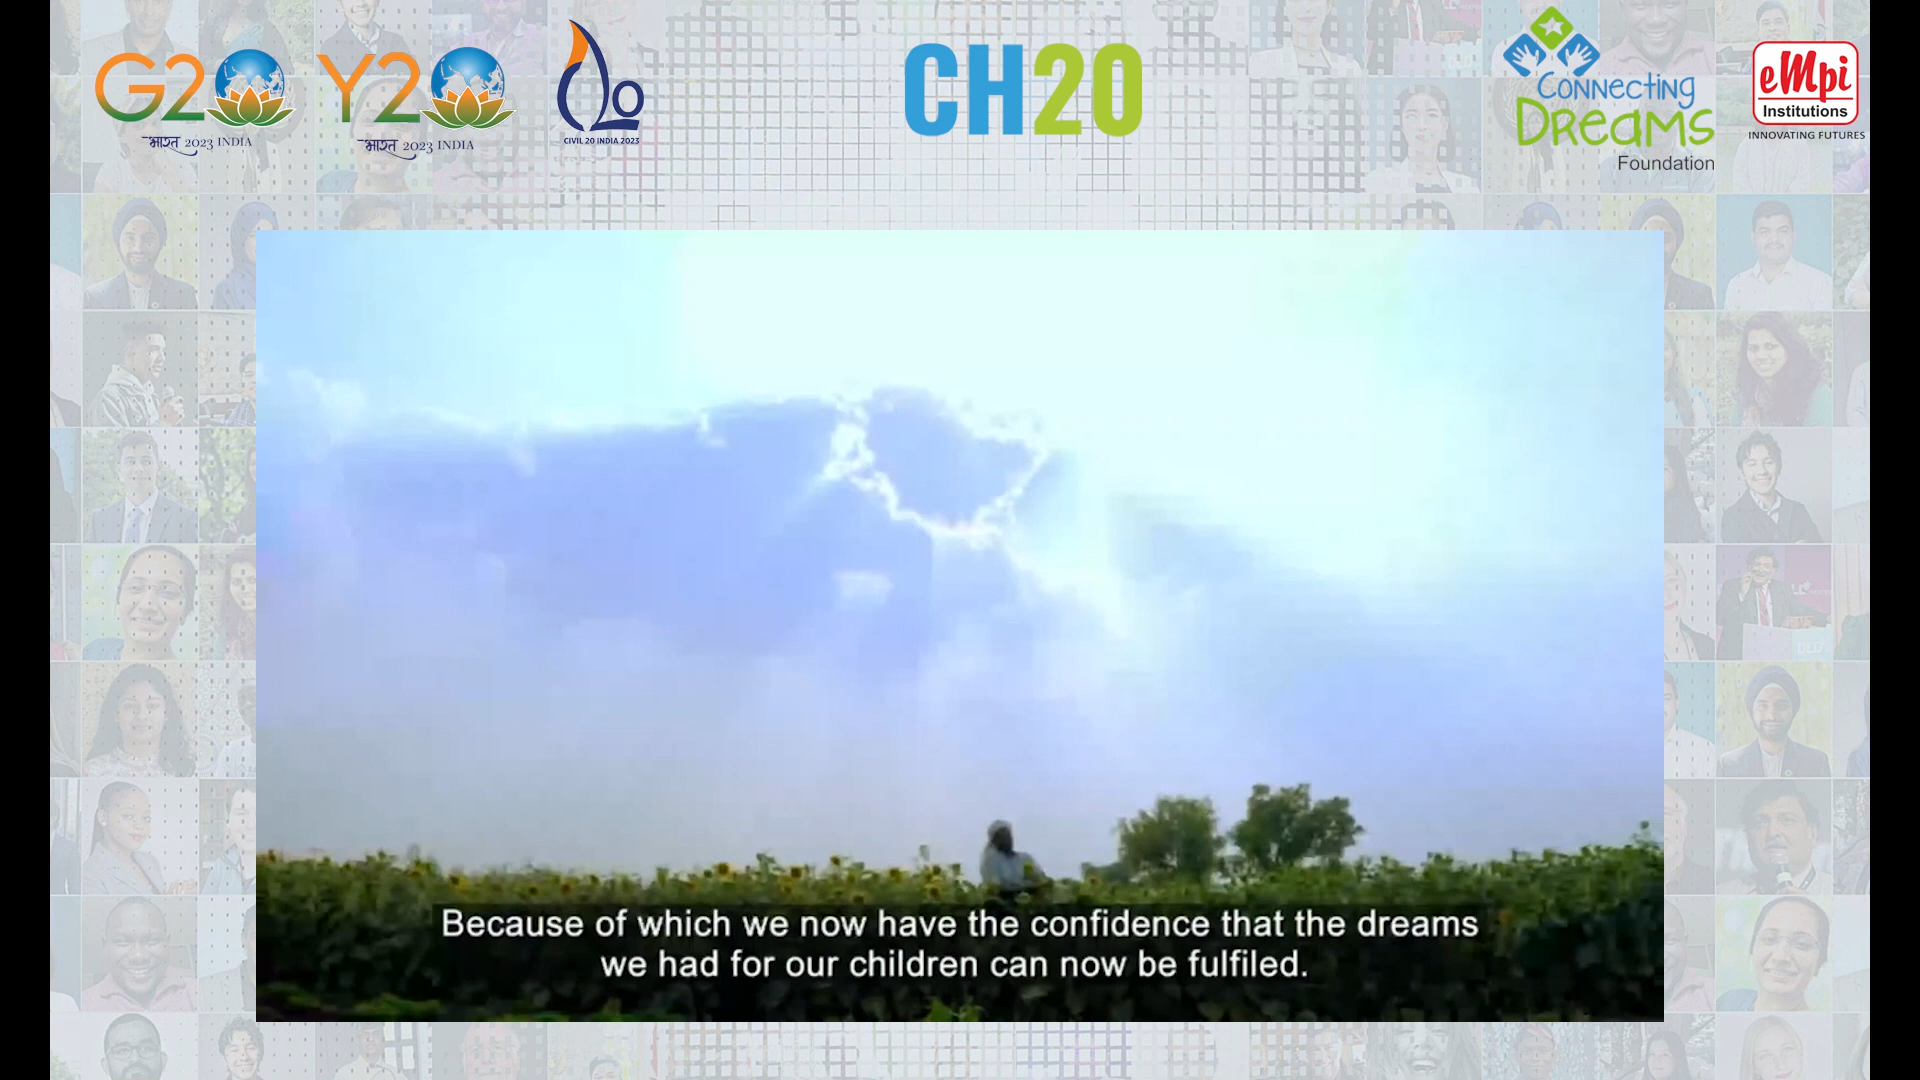 G20
भारत 2023 INDIA
Y20
भारत 2023 INDIA
C20
CIVIL 20 INDIA 2023
CH20
CONNECTING
DREAMS
Foundation
eMpi
Institutions
INNOVATING FUTURES
Because of which we now have the confidence that the dreams
we had for our children can now be fulfiled.